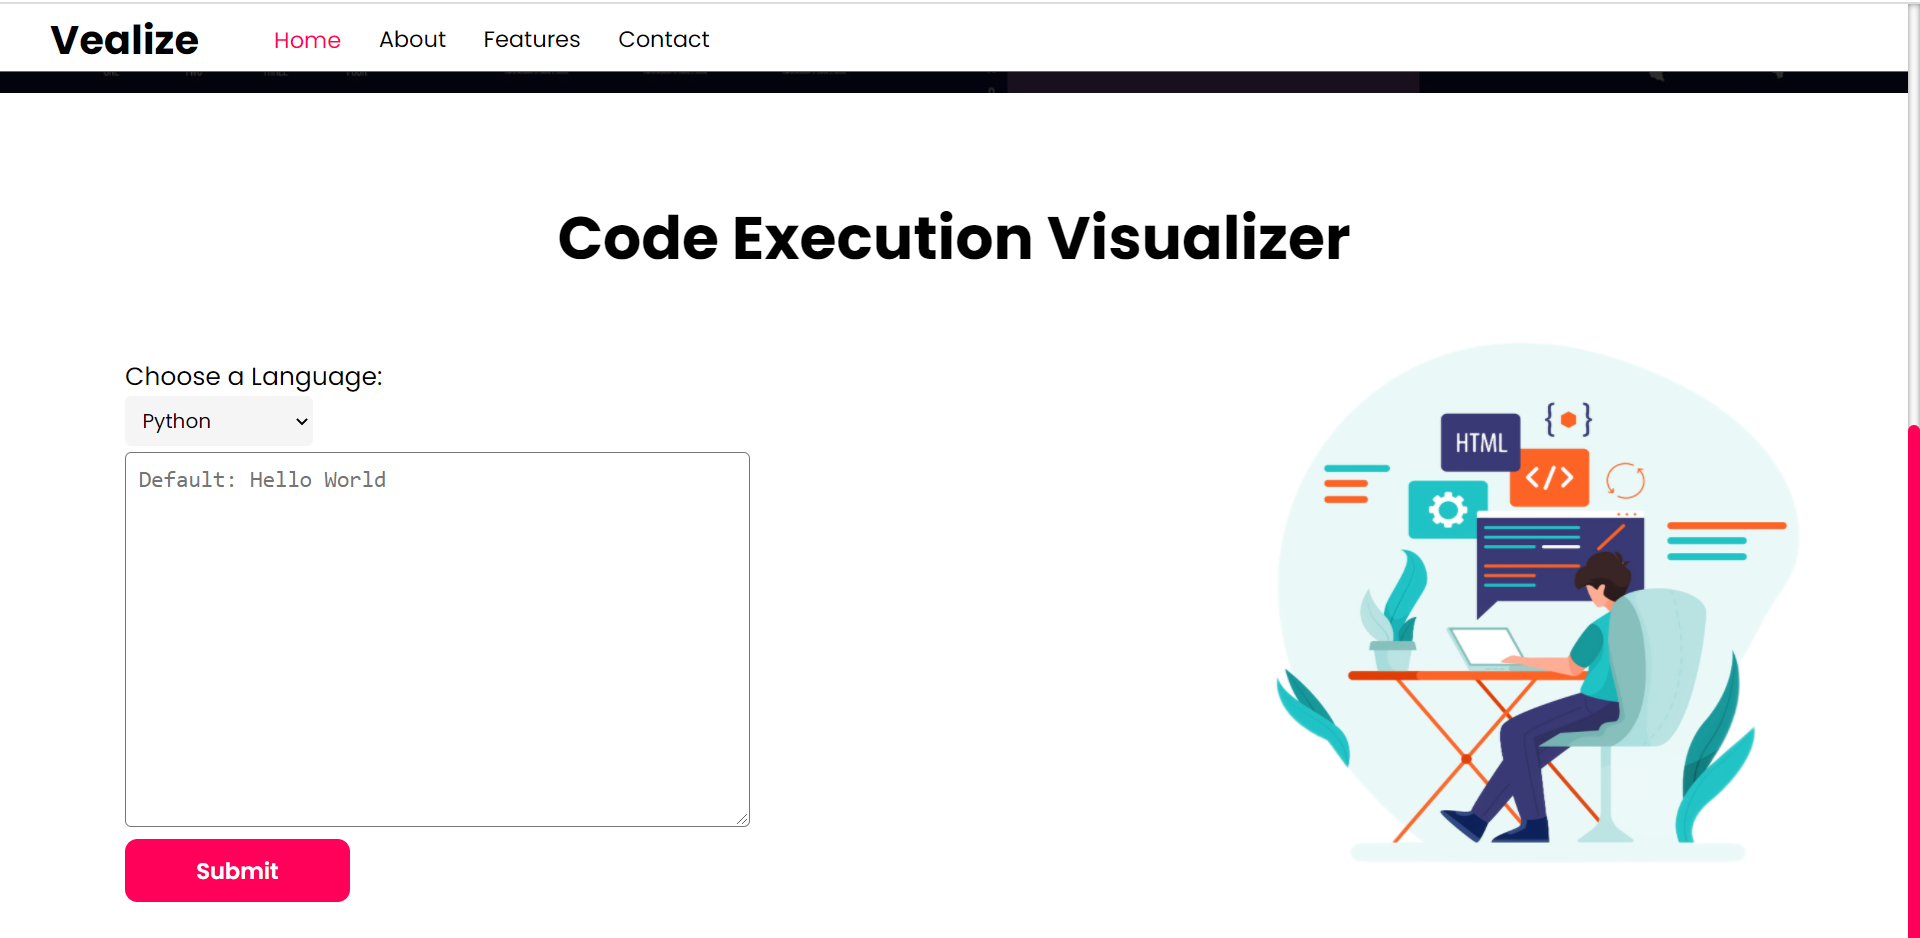 Vealize Home About Features Contact
Code Execution Visualizer
Choose a Language:
Python
Default: Hello World
Submit
HTML
</>